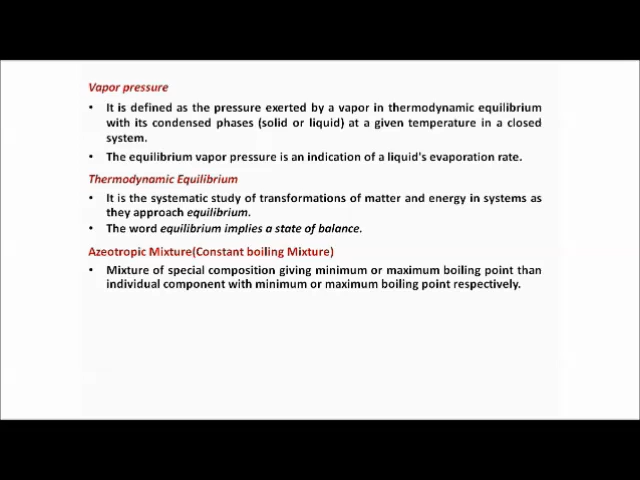 Vapor pressure
• It is defined as the pressure exerted by a vapor in thermodynamic equilibrium
with its condensed phases (solid or liquid) at a given temperature in a closed
system.
• The equilibrium vapor pressure is an indication of a liquid's evaporation rate.
Thermodynamic Equilibrium
• It is the systematic study of transformations of matter and energy in systems as
they approach equilibrium.
• The word equilibrium implies a state of balance.
Azeotropic Mixture(Constant boiling Mixture)
• Mixture of special composition giving minimum or maximum boiling point than
individual component with minimum or maximum boiling point respectively.